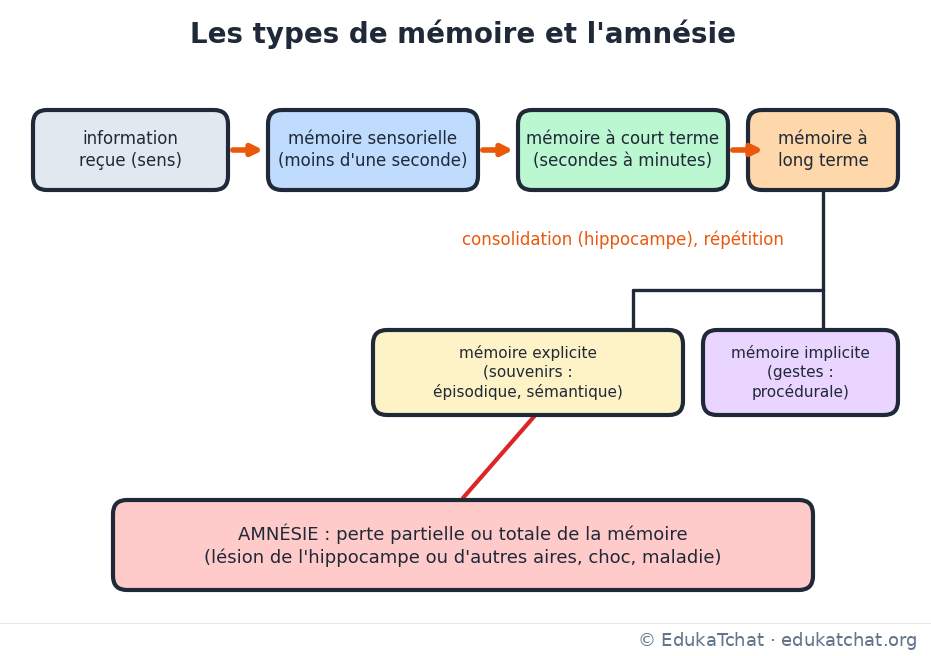 Les types de mémoire et l'amnésie
information
reçue (sens)
mémoire sensorielle
(moins d'une seconde)
mémoire à court terme
(secondes à minutes)
mémoire à
long terme
consolidation (hippocampe), répétition
mémoire explicite
(souvenirs :
épisodique, sémantique)
mémoire implicite
(gestes :
procédurale)
AMNÉSIE : perte partielle ou totale de la mémoire
(lésion de l'hippocampe ou d'autres aires, choc, maladie)
© EdukaTchat · edukatchat.org